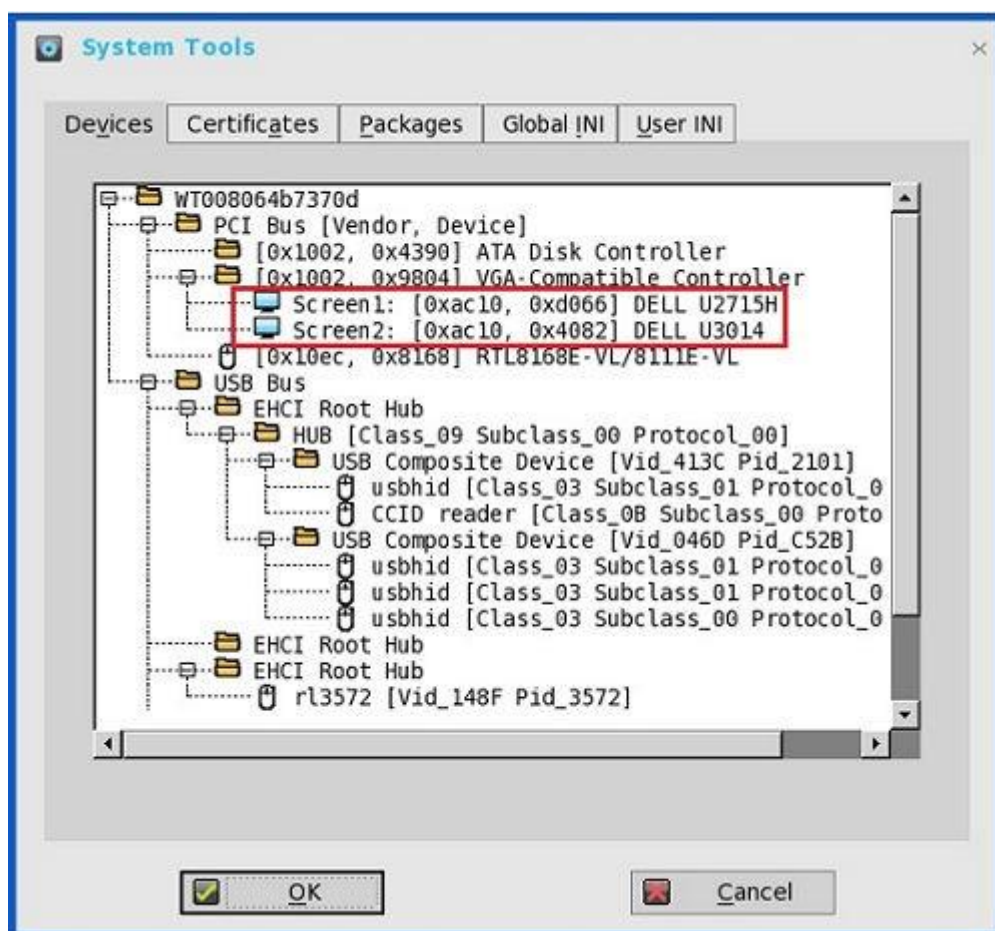 System Tools
Devices Certificates Packages Global INI User INI
WT008064b7370d
PCI Bus [Vendor, Device]
[0x1002, 0x4390] ATA Disk Controller
[0x1002, 0x9804] VGA-Compatible Controller
Screen1: [0xac10, 0xd066] DELL U2715H
Screen2: [0xac10, 0x4082] DELL U3014
[0x10ec, 0x8168] RTL8168E-VL/8111E-VL
USB Bus
EHCI Root Hub
HUB [Class_09 Subclass_00 Protocol_00]
USB Composite Device [Vid_413C Pid_2101]
usbhid [Class_03 Subclass_01 Protocol_0
CCID reader [Class_0B Subclass_00 Proto
USB Composite Device [Vid_046D Pid_C52B]
usbhid [Class_03 Subclass_01 Protocol_0
usbhid [Class_03 Subclass_01 Protocol_0
usbhid [Class_03 Subclass_00 Protocol_0
EHCI Root Hub
EHCI Root Hub
rl3572 [Vid_148F Pid_3572]
OK Cancel